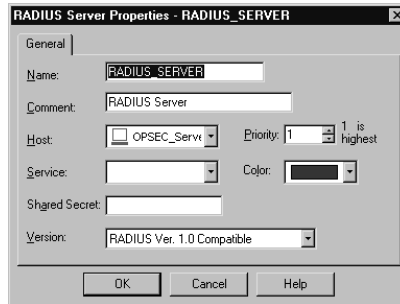 RADIUS Server Properties - RADIUS_SERVER
General
Name: RADIUS_SERVER
Comment: RADIUS Server
Host: OPSEC_Serve Priority: 1 1 is highest
Service: Color:
Shared Secret:
Version: RADIUS Ver. 1.0 Compatible
OK Cancel Help